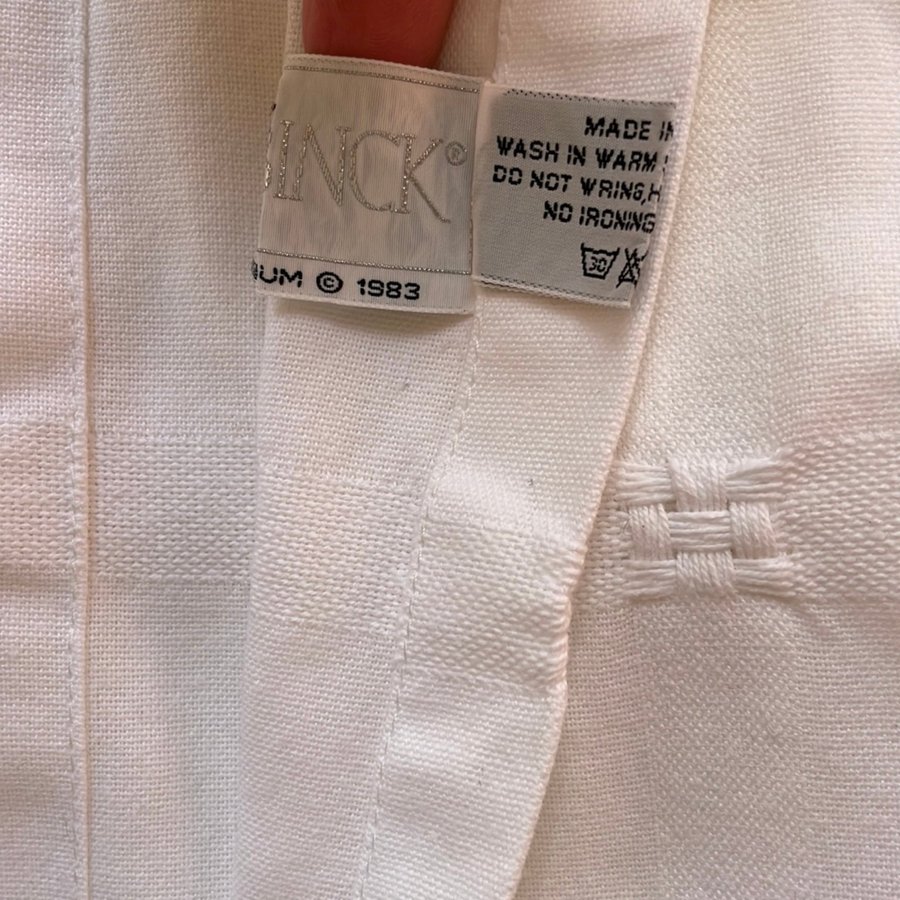 INCK®
UM © 1983
MADE IN
WASH IN WARM
DO NOT WRING,
NO IRONING
30